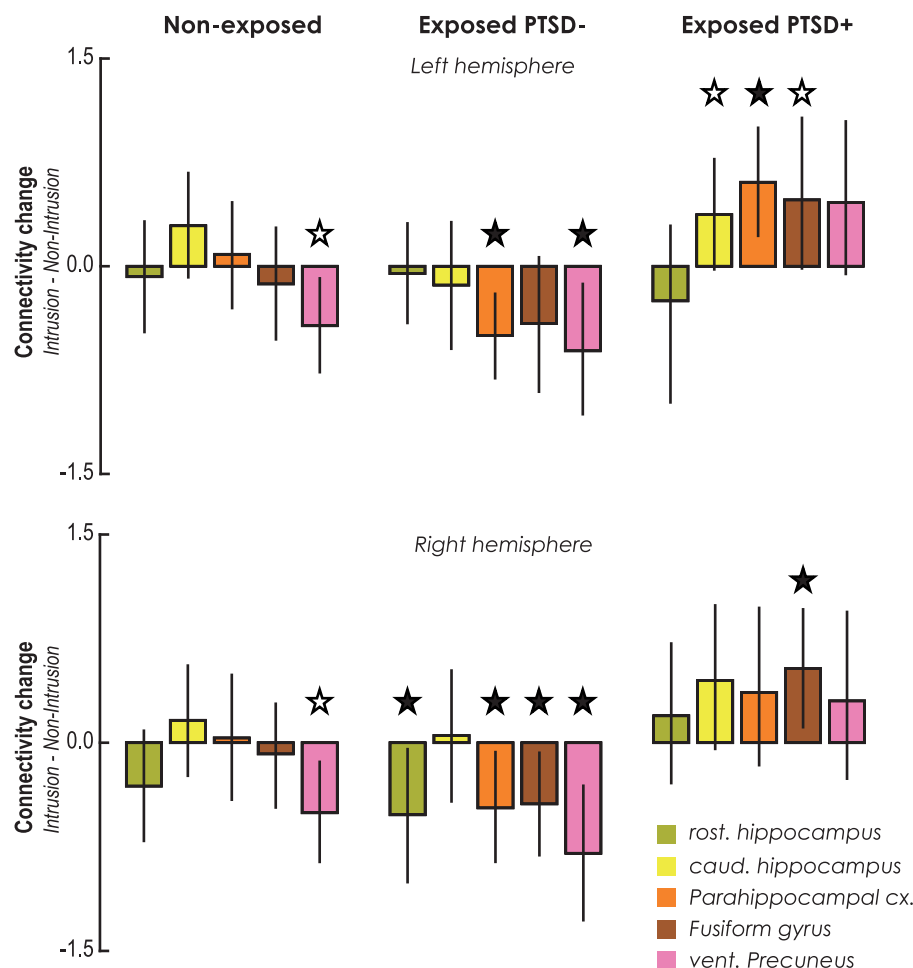 Non-exposed Exposed PTSD- Exposed PTSD+
1.5
Left hemisphere
Connectivity change
Intrusion - Non-Intrusion
0.0
-1.5
1.5
Right hemisphere
Connectivity change
Intrusion - Non-Intrusion
0.0
rost. hippocampus
caud. hippocampus
Parahippocampal cx.
Fusiform gyrus
-1.5
vent. Precuneus